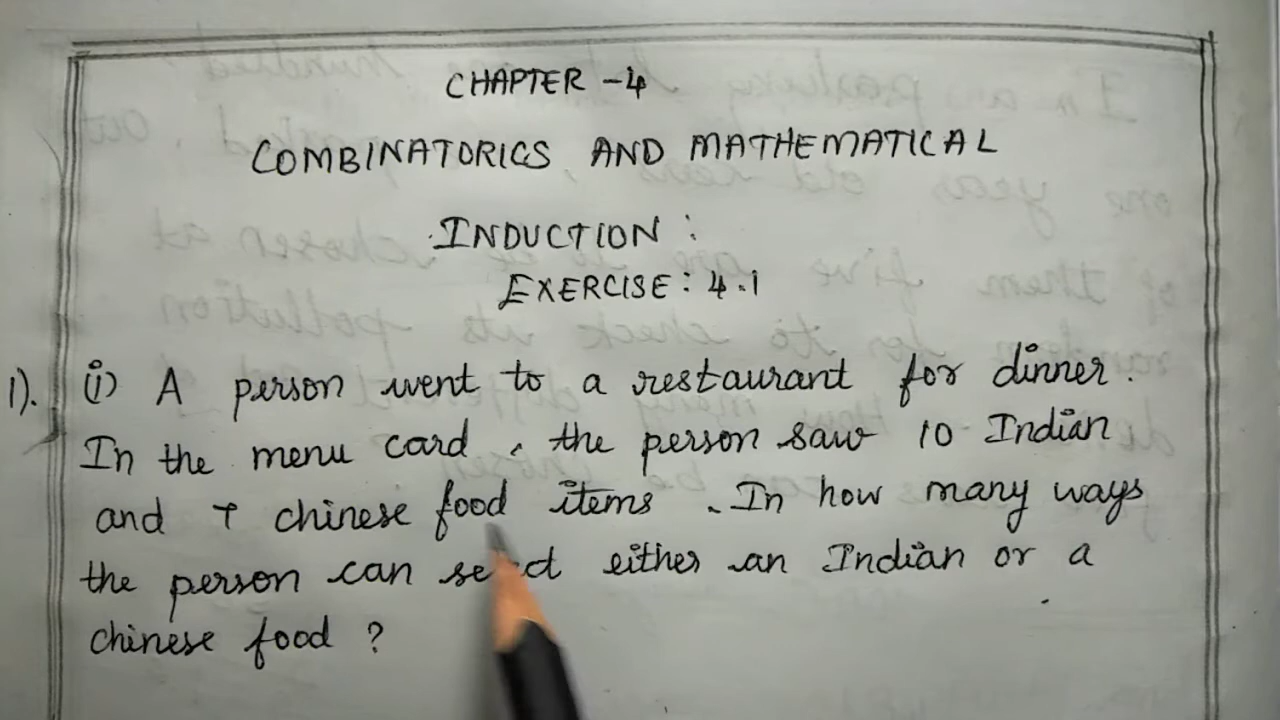 CHAPTER - 4
COMBINATORICS AND MATHEMATICAL
INDUCTION :
EXERCISE : 4.1
1). (i) A person went to a restaurant for dinner.
In the menu card, the person saw 10 Indian
and 7 chinese food items. In how many ways
the person can either an Indian or a
chinese food ?